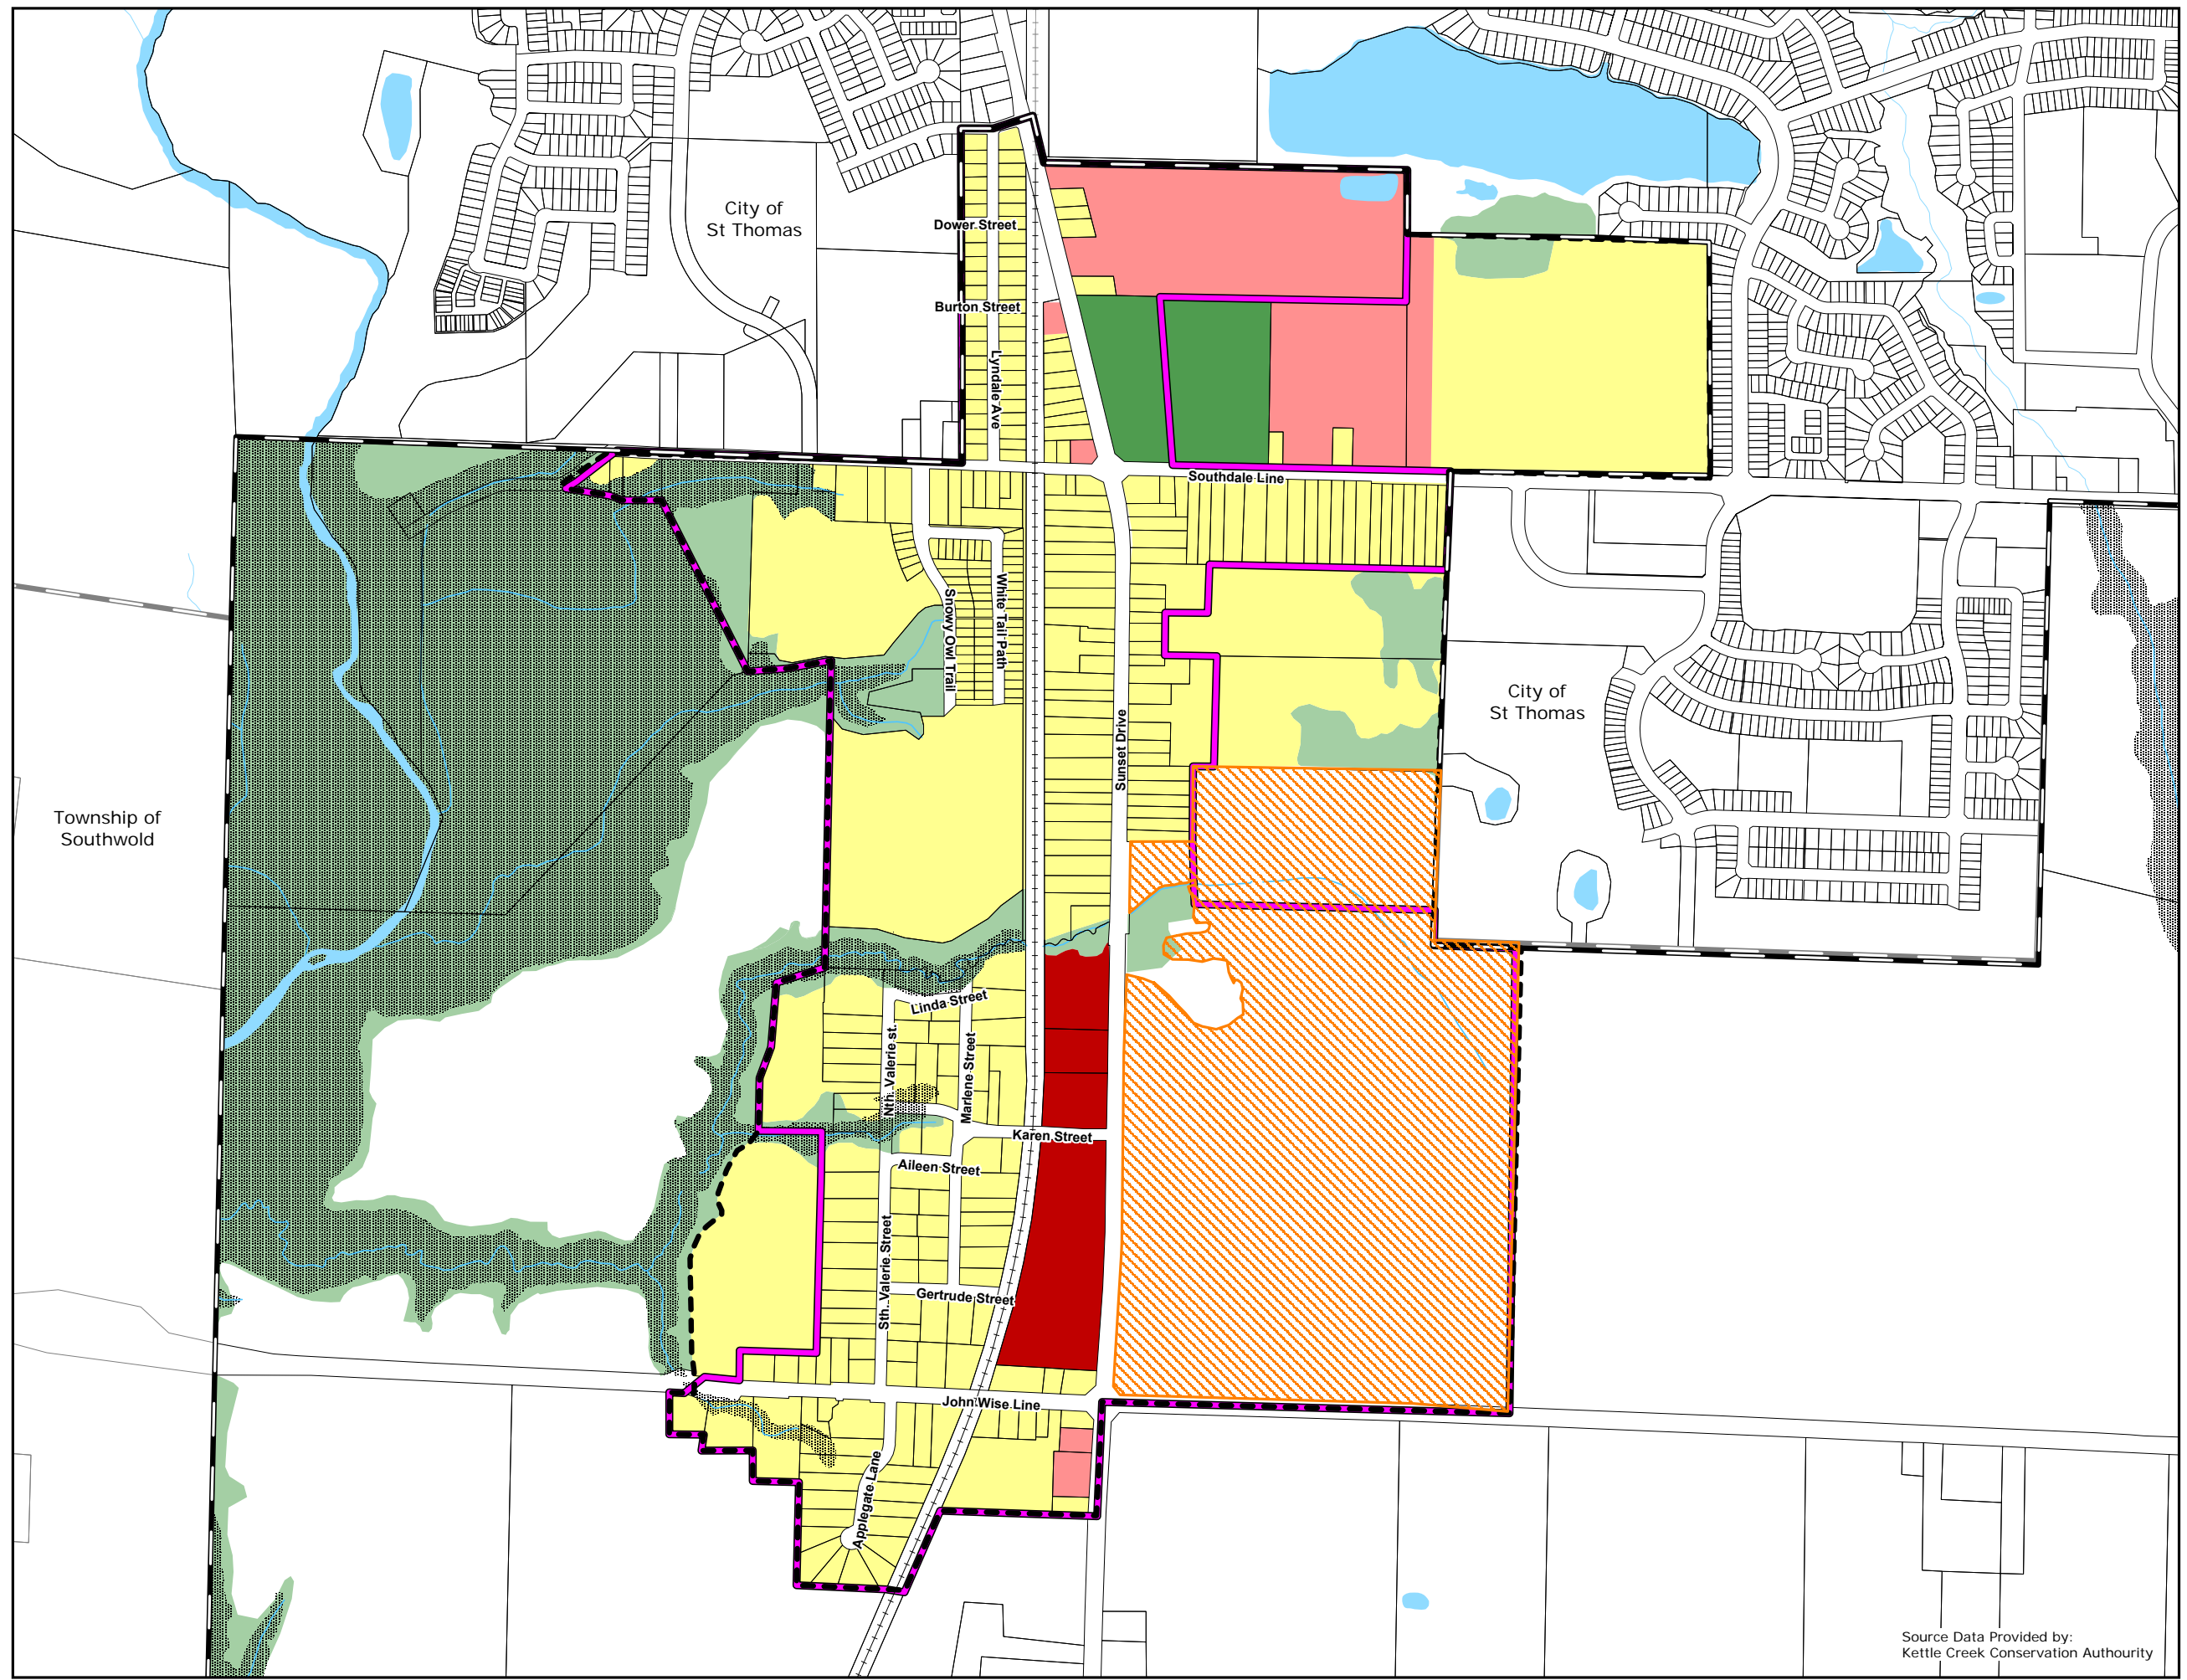 City of
St Thomas
Dower Street
Burton Street
Lyndale Ave
Southdale Line
Snowy Owl Trail
White Tail Path
Sunset Drive
City of
St Thomas
Township of
Southwold
Linda Street
Nth. Valerie st.
Marlene Street
Karen Street
Aileen Street
Sth. Valerie Street
Gertrude Street
John Wise Line
Applegate Lane
Source Data Provided by:
Kettle Creek Conservation Authourity